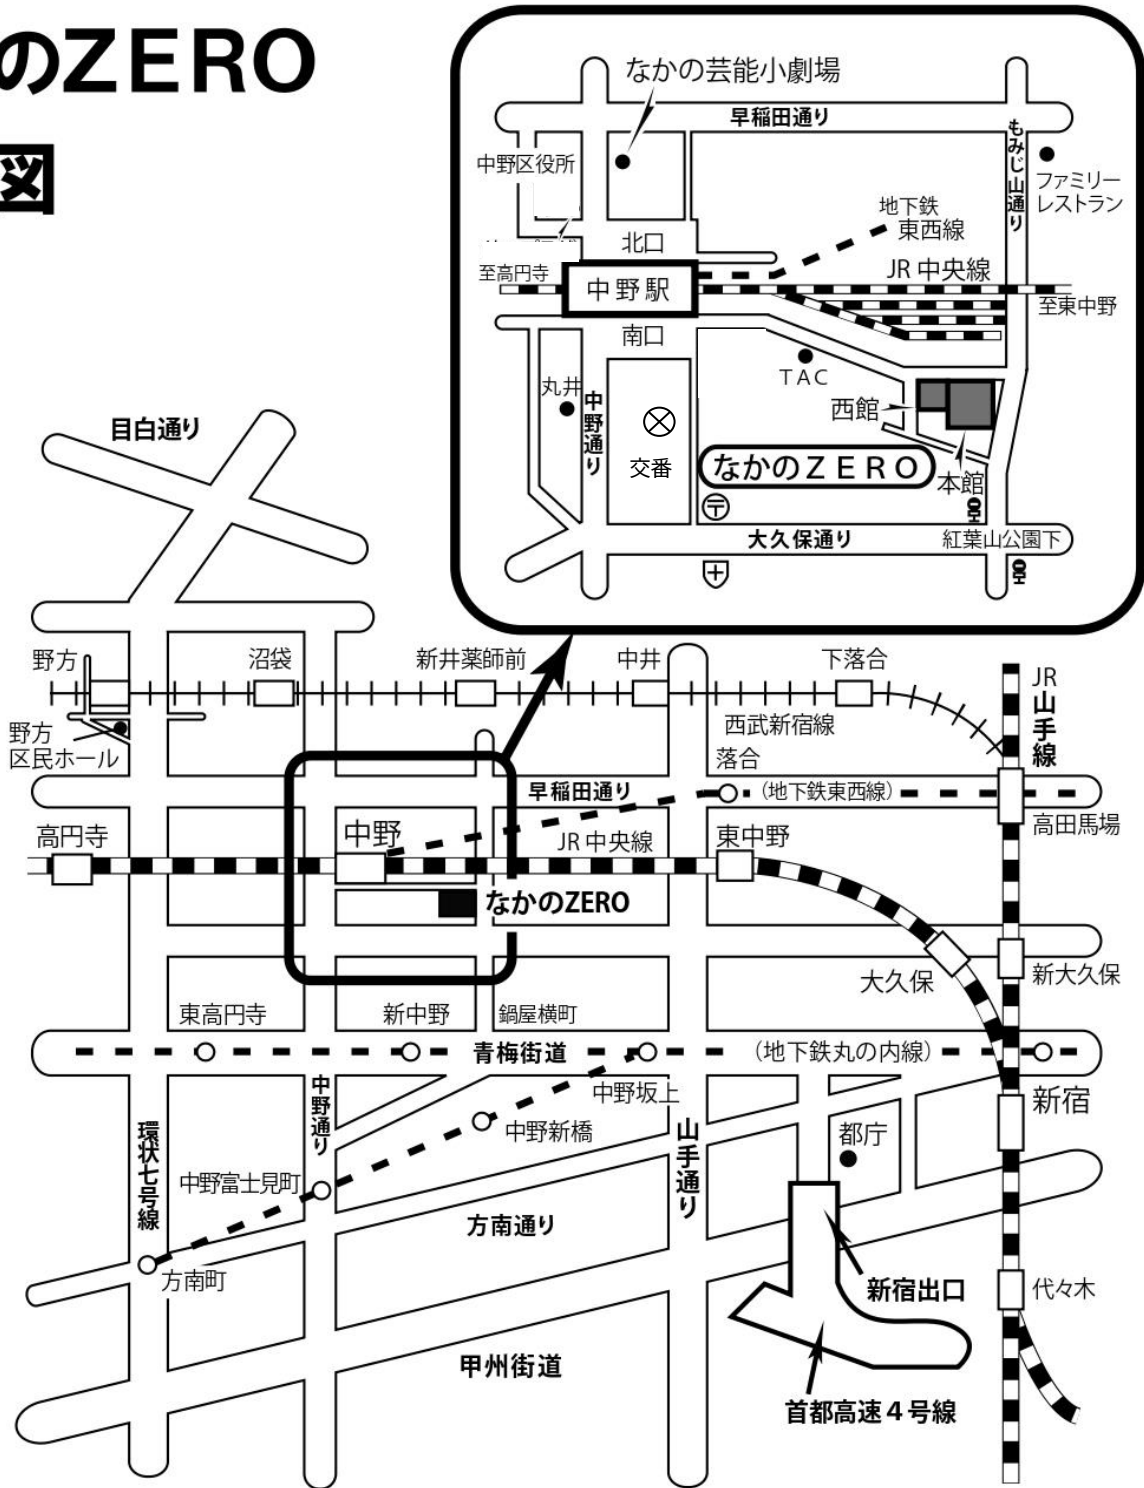 のZERO
図
なかの芸能小劇場
早稲田通り
もみじ山通り
中野区役所
ファミリー
レストラン
地下鉄
東西線
北口
JR 中央線
至高円寺
中野駅
至東中野
南口
TAC
丸井
中野通り
西館
交番
なかのZERO
本館
大久保通り
紅葉山公園下
目白通り
野方
沼袋
新井薬師前
中井
下落合
JR
山手線
野方
区民ホール
西武新宿線
落合
早稲田通り
(地下鉄東西線)
高田馬場
高円寺
中野
JR 中央線
東中野
なかのZERO
大久保
新大久保
東高円寺
新中野
鍋屋横町
青梅街道
(地下鉄丸の内線)
中野坂上
新宿
中野通り
環状七号線
中野新橋
山手通り
都庁
中野富士見町
方南通り
方南町
新宿出口
代々木
甲州街道
首都高速4号線